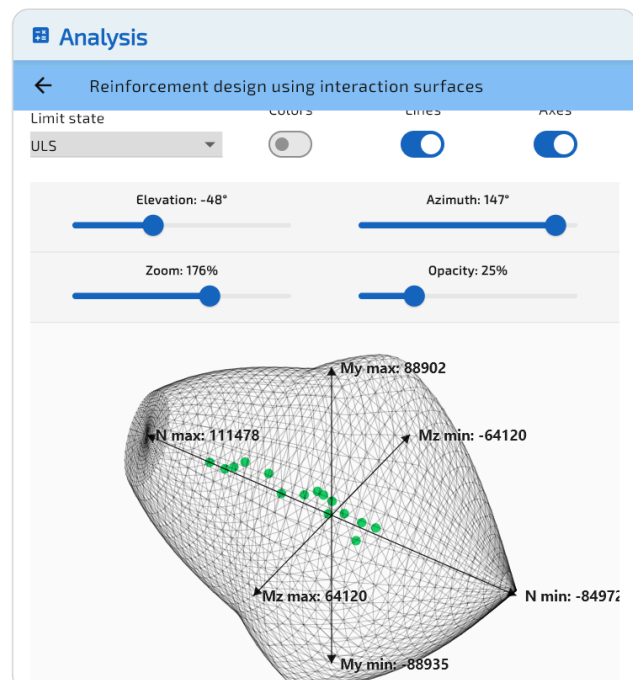 Analysis
Reinforcement design using interaction surfaces
Limit state
Colors
Lines
Axes
ULS
Elevation: -48°
Azimuth: 147°
Zoom: 176%
Opacity: 25%
My max: 88902
N max: 111478
Mz min: -64120
Mz max: 64120
N min: -84972
My min: -88935